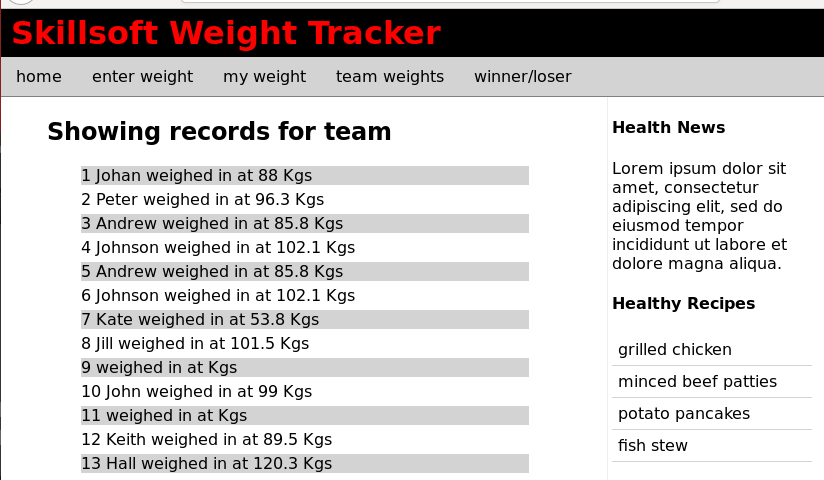 Skillsoft Weight Tracker
home enter weight my weight team weights winner/loser
Showing records for team
1 Johan weighed in at 88 Kgs
2 Peter weighed in at 96.3 Kgs
3 Andrew weighed in at 85.8 Kgs
4 Johnson weighed in at 102.1 Kgs
5 Andrew weighed in at 85.8 Kgs
6 Johnson weighed in at 102.1 Kgs
7 Kate weighed in at 53.8 Kgs
8 Jill weighed in at 101.5 Kgs
9 weighed in at Kgs
10 John weighed in at 99 Kgs
11 weighed in at Kgs
12 Keith weighed in at 89.5 Kgs
13 Hall weighed in at 120.3 Kgs
Health News
Lorem ipsum dolor sit
amet, consectetur
adipiscing elit, sed do
eiusmod tempor
incididunt ut labore et
dolore magna aliqua.
Healthy Recipes
grilled chicken
minced beef patties
potato pancakes
fish stew